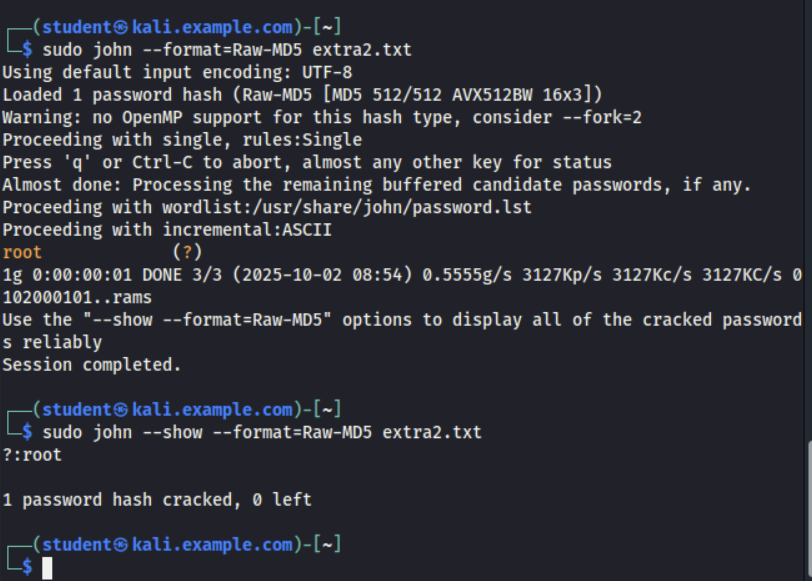 ┌──(student㉿kali.example.com)-[~]
└─$ sudo john --format=Raw-MD5 extra2.txt
Using default input encoding: UTF-8
Loaded 1 password hash (Raw-MD5 [MD5 512/512 AVX512BW 16x3])
Warning: no OpenMP support for this hash type, consider --fork=2
Proceeding with single, rules:Single
Press 'q' or Ctrl-C to abort, almost any other key for status
Almost done: Processing the remaining buffered candidate passwords, if any.
Proceeding with wordlist:/usr/share/john/password.lst
Proceeding with incremental:ASCII
root             (?)
1g 0:00:00:01 DONE 3/3 (2025-10-02 08:54) 0.5555g/s 3127Kp/s 3127Kc/s 3127KC/s 0
102000101..rams
Use the "--show --format=Raw-MD5" options to display all of the cracked password
s reliably
Session completed.
┌──(student㉿kali.example.com)-[~]
└─$ sudo john --show --format=Raw-MD5 extra2.txt
?:root
1 password hash cracked, 0 left
┌──(student㉿kali.example.com)-[~]
└─$